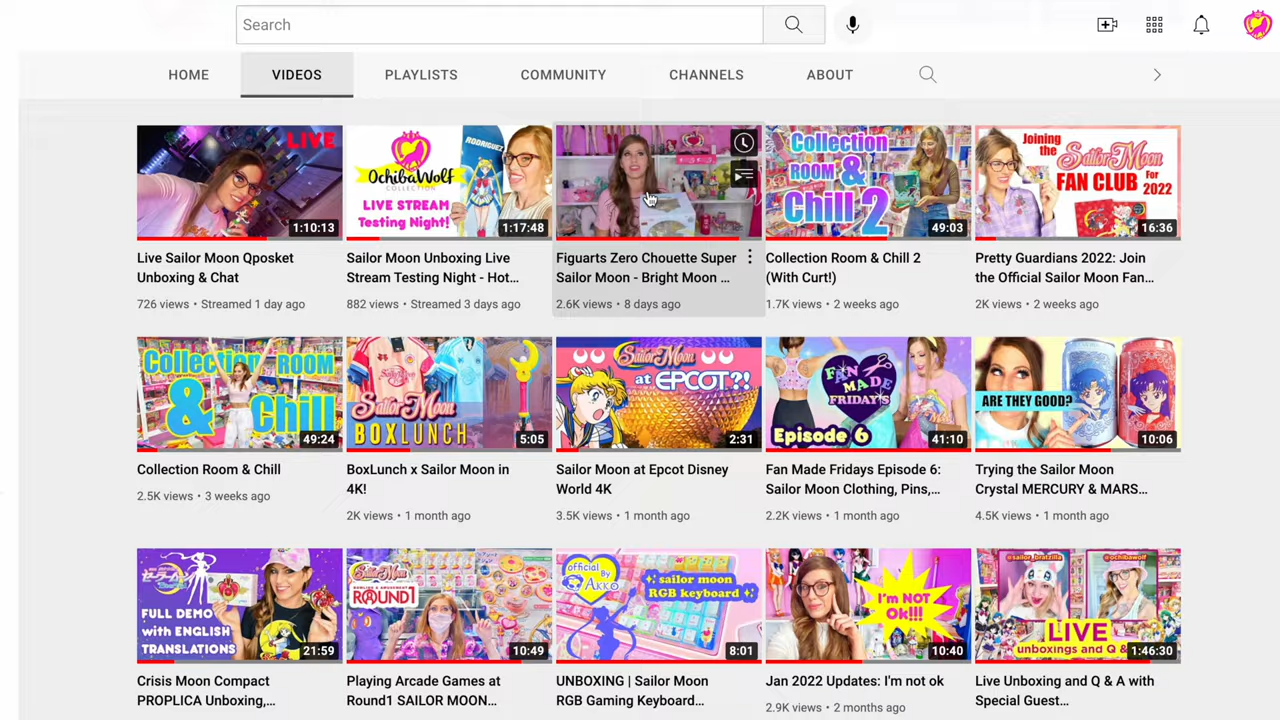 Search
HOME
VIDEOS
PLAYLISTS
COMMUNITY
CHANNELS
ABOUT
LIVE
1:10:13
OchibaWolf
COLLECTION
RODRIGUEZ
LIVE STREAM
Testing Night!
1:17:48
Collection
ROOM &
Chill 2
49:03
Joining
the
Sailor Moon
FAN CLUB
For
2022
16:36
Live Sailor Moon Qposket
Unboxing & Chat
726 views • Streamed 1 day ago
Sailor Moon Unboxing Live
Stream Testing Night - Hot...
882 views • Streamed 3 days ago
Figuarts Zero Chouette Super
Sailor Moon - Bright Moon ...
2.6K views • 8 days ago
Collection Room & Chill 2
(With Curt!)
1.7K views • 2 weeks ago
Pretty Guardians 2022: Join
the Official Sailor Moon Fan...
2K views • 2 weeks ago
Collection ROOM
& Chill
49:24
Sailor Moon
BOXLUNCH
5:05
Sailor Moon
at EPCOT?!
2:31
FAN
MADE
FRIDAY'S
Episode 6
41:10
ARE THEY GOOD?
10:06
Collection Room & Chill
2.5K views • 3 weeks ago
BoxLunch x Sailor Moon in
4K!
2K views • 1 month ago
Sailor Moon at Epcot Disney
World 4K
3.5K views • 1 month ago
Fan Made Fridays Episode 6:
Sailor Moon Clothing, Pins,...
2.2K views • 1 month ago
Trying the Sailor Moon
Crystal MERCURY & MARS...
4.5K views • 1 month ago
セーラームーン
FULL DEMO
with ENGLISH
TRANSLATIONS
21:59
Sailor Moon
ROUND1
10:49
official By
AKKO
sailor moon
RGB keyboard
8:01
I'm NOT
Ok!!!
10:40
@sailor_bratzilla
@ochibawolf
LIVE
unboxings and Q &
1:46:30
Crisis Moon Compact
PROPLICA Unboxing,...
Playing Arcade Games at
Round1 SAILOR MOON...
UNBOXING | Sailor Moon
RGB Gaming Keyboard...
Jan 2022 Updates: I'm not ok
2.9K views • 2 months ago
Live Unboxing and Q & A with
Special Guest...